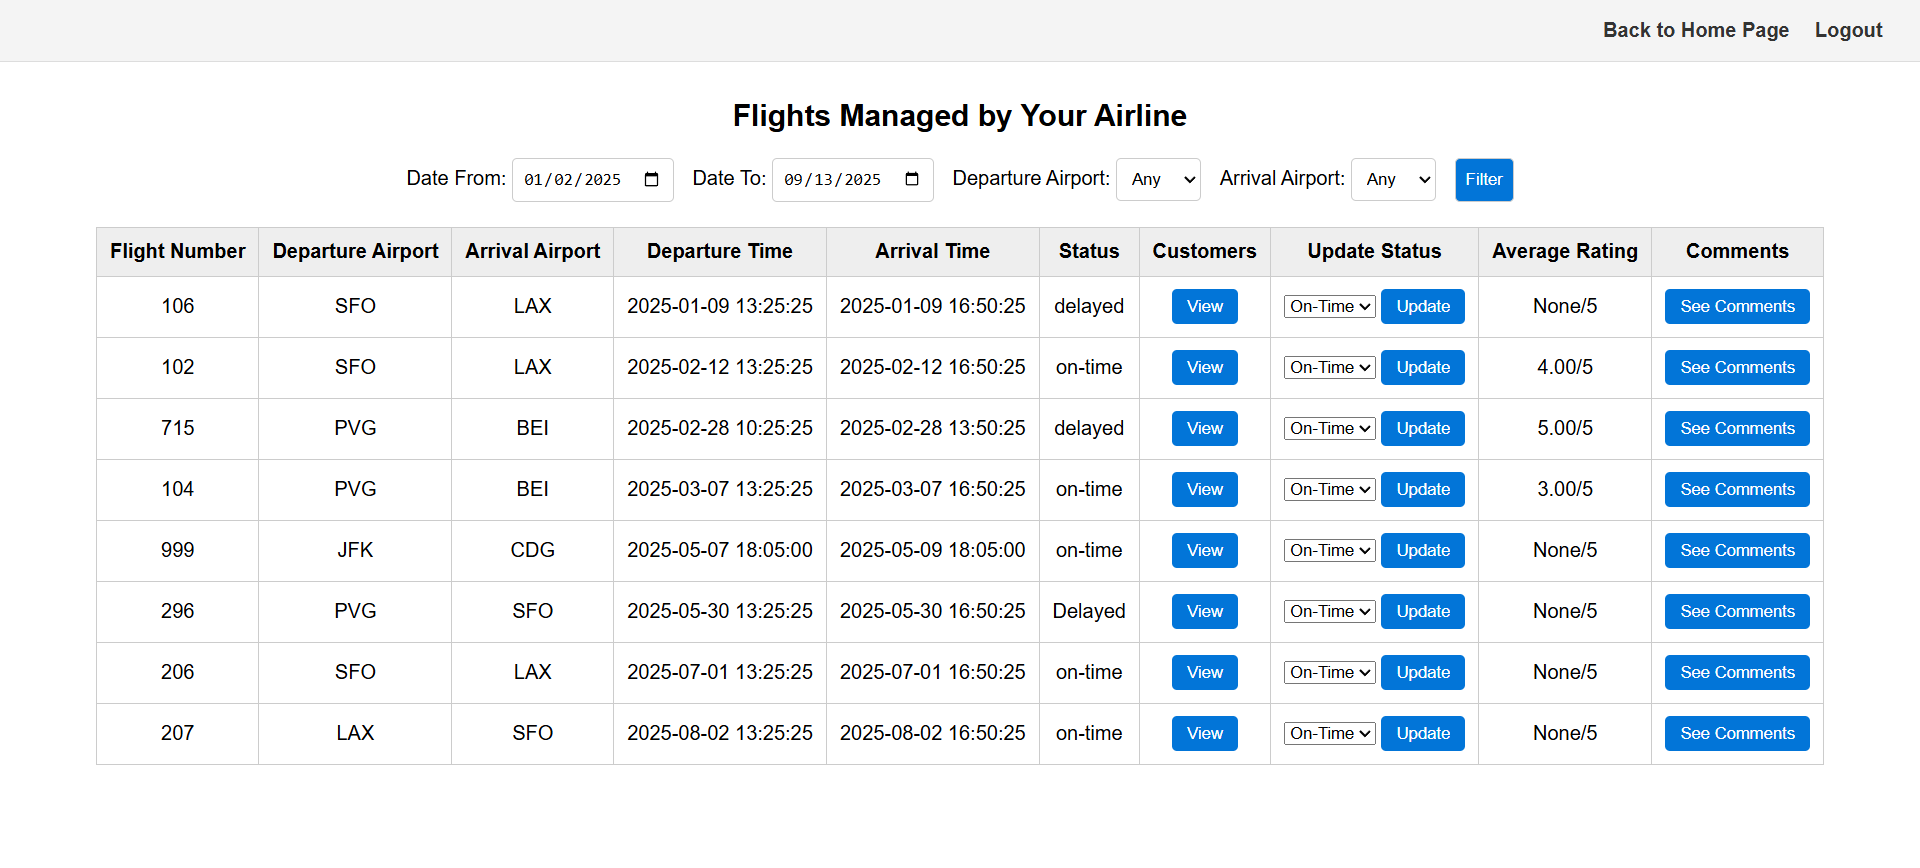 Back to Home Page Logout
Flights Managed by Your Airline
Date From: 01/02/2025 Date To: 09/13/2025 Departure Airport: Any Arrival Airport: Any Filter
Flight Number Departure Airport Arrival Airport Departure Time Arrival Time Status Customers Update Status Average Rating Comments
106 SFO LAX 2025-01-09 13:25:25 2025-01-09 16:50:25 delayed View On-Time Update None/5 See Comments
102 SFO LAX 2025-02-12 13:25:25 2025-02-12 16:50:25 on-time View On-Time Update 4.00/5 See Comments
715 PVG BEI 2025-02-28 10:25:25 2025-02-28 13:50:25 delayed View On-Time Update 5.00/5 See Comments
104 PVG BEI 2025-03-07 13:25:25 2025-03-07 16:50:25 on-time View On-Time Update 3.00/5 See Comments
999 JFK CDG 2025-05-07 18:05:00 2025-05-09 18:05:00 on-time View On-Time Update None/5 See Comments
296 PVG SFO 2025-05-30 13:25:25 2025-05-30 16:50:25 Delayed View On-Time Update None/5 See Comments
206 SFO LAX 2025-07-01 13:25:25 2025-07-01 16:50:25 on-time View On-Time Update None/5 See Comments
207 LAX SFO 2025-08-02 13:25:25 2025-08-02 16:50:25 on-time View On-Time Update None/5 See Comments